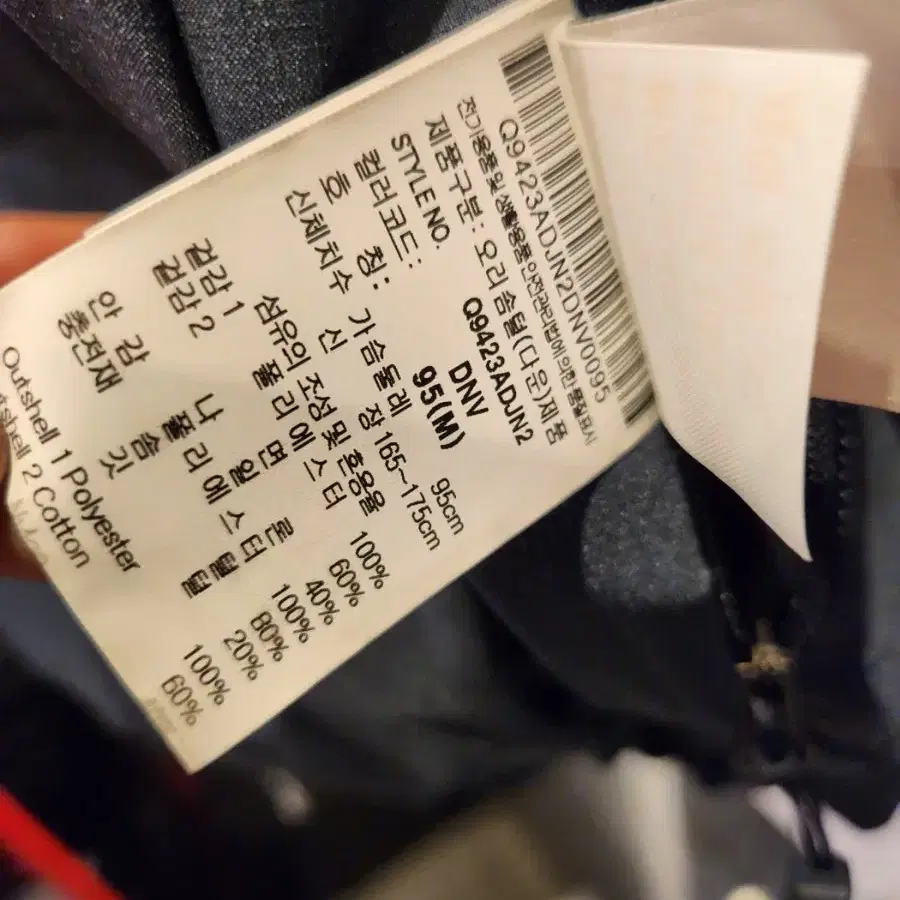 Q9423ADJN2DNV0095
전기용품및생활용품안전관리법에의한품질표시
제품구분: 오리솜털(다운)제품
STYLE NO. Q9423ADJN2
컬러코드: DNV
호 칭: 95(M)
신체치수 가슴둘레 95cm
신 장 165~175cm
섬유의 조성 및 혼용율
겉감 1 폴리에스터 100%
겉감 2 면 60%
나일론 40%
안 감 폴리에스터 100%
충전재 솜털 80%
깃털 20%
Outshell 1 Polyester 100%
Outshell 2 Cotton 60%